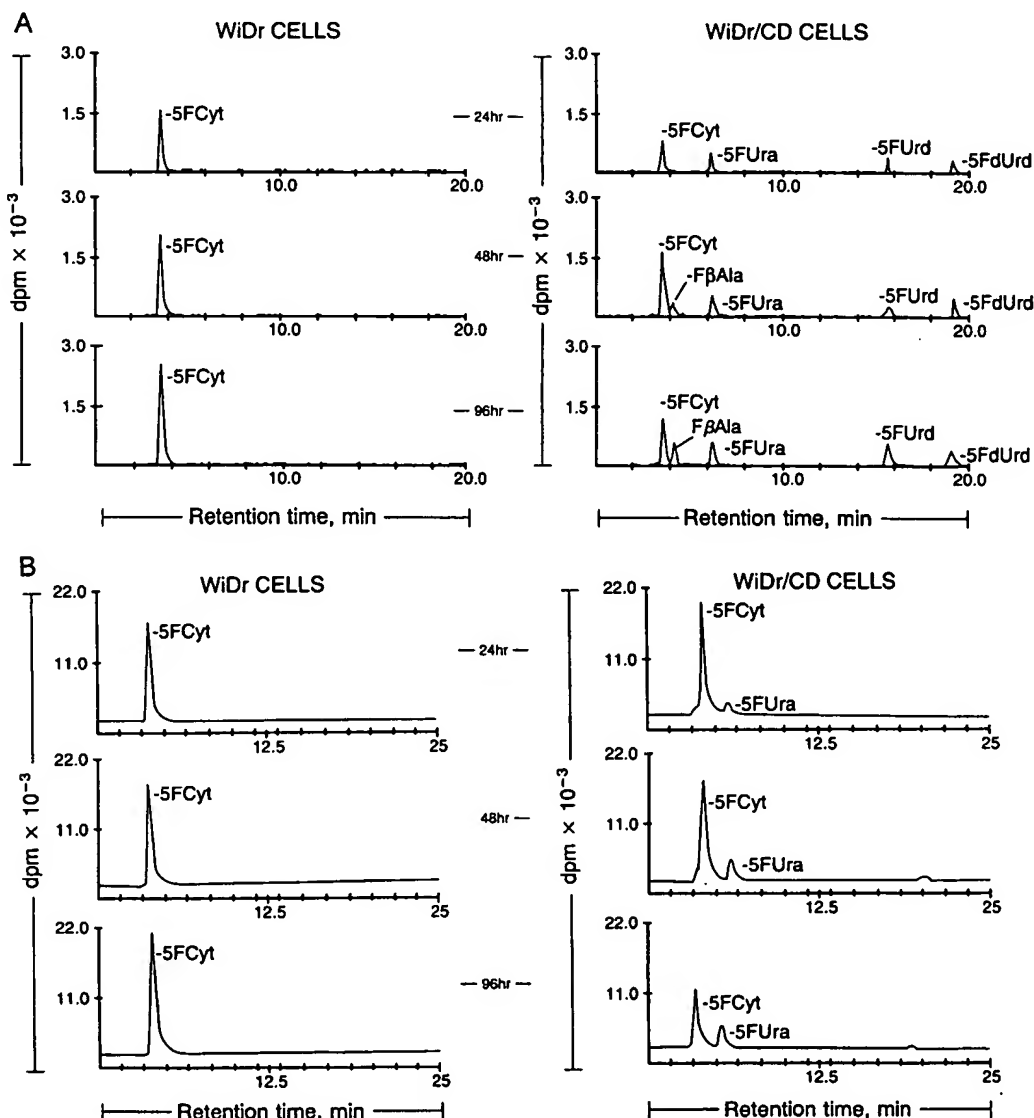 A
WiDr CELLS
WiDr/CD CELLS
dpm × 10⁻³
3.0
1.5
-5FCyt
10.0
20.0
— 24hr —
dpm × 10⁻³
3.0
1.5
-5FCyt
-5FUra
-5FUrd
-5FdUrd
10.0
20.0
3.0
1.5
-5FCyt
10.0
20.0
48hr —
3.0
1.5
-5FCyt
-FβAla
-5FUra
-5FUrd
-5FdUrd
10.0
20.0
3.0
1.5
-5FCyt
10.0
20.0
— 96hr —
3.0
1.5
-5FCyt
FβAla
-5FUra
-5FUrd
-5FdUrd
10.0
20.0
Retention time, min
Retention time, min
B
WiDr CELLS
WiDr/CD CELLS
dpm × 10⁻³
22.0
11.0
-5FCyt
12.5
25
— 24hr —
dpm × 10⁻³
22.0
11.0
-5FCyt
-5FUra
12.5
25
22.0
11.0
-5FCyt
12.5
25
48hr —
22.0
11.0
-5FCyt
-5FUra
12.5
25
22.0
11.0
-5FCyt
12.5
25
— 96hr —
22.0
11.0
-5FCyt
-5FUra
12.5
25
Retention time, min
Retention time, min